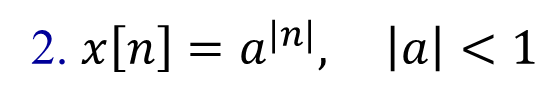 2. x[n] = a^|n|, |a| < 1